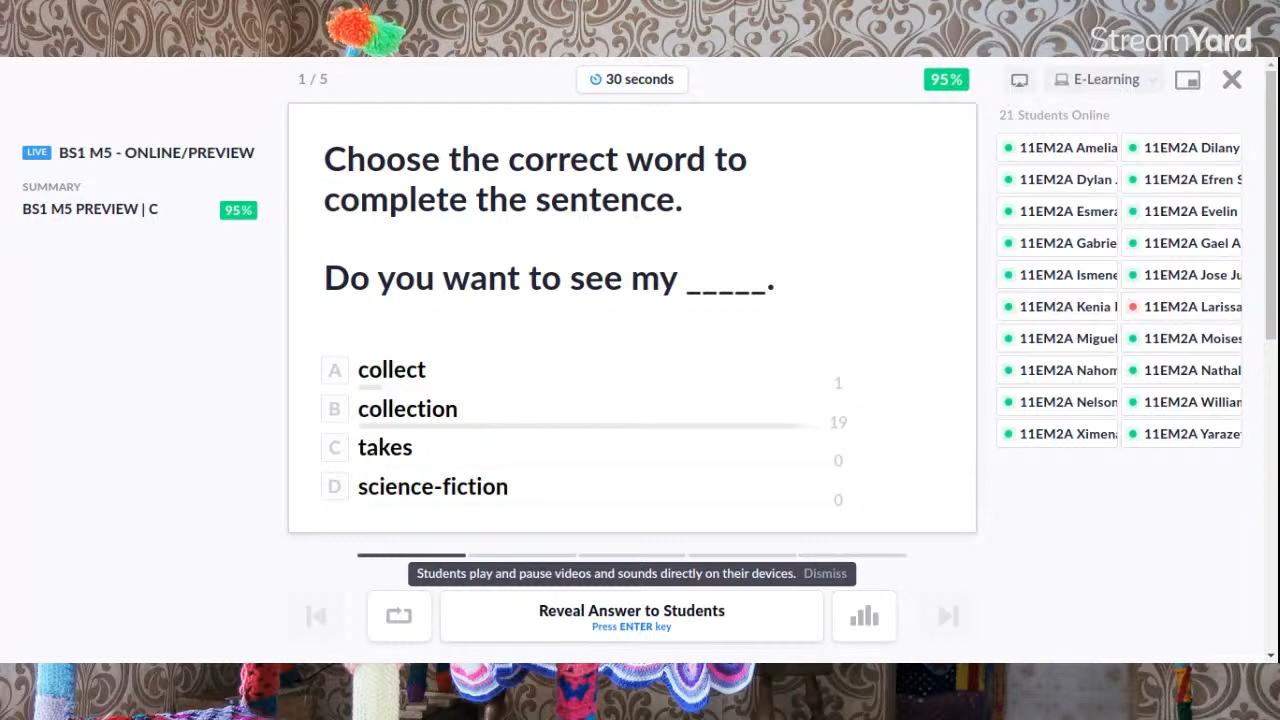 StreamYard
1 / 5
30 seconds
95%
E-Learning
LIVE BS1 M5 - ONLINE/PREVIEW
SUMMARY
BS1 M5 PREVIEW | C 95%
Choose the correct word to
complete the sentence.
Do you want to see my _____.
A collect 1
B collection 19
C takes 0
D science-fiction 0
Students play and pause videos and sounds directly on their devices. Dismiss
Reveal Answer to Students
Press ENTER key
21 Students Online
11EM2A Amelia 11EM2A Dilany
11EM2A Dylan 11EM2A Efren S
11EM2A Esmera 11EM2A Evelin
11EM2A Gabrie 11EM2A Gael A
11EM2A Ismene 11EM2A Jose Ju
11EM2A Kenia 11EM2A Larissa
11EM2A Miguel 11EM2A Moises
11EM2A Nahom 11EM2A Nathal
11EM2A Nelson 11EM2A William
11EM2A Ximena 11EM2A Yaraze